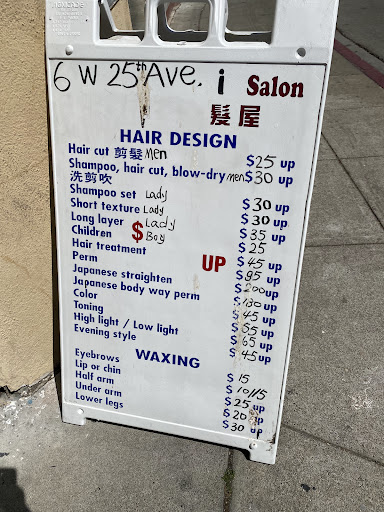 6 W 25th Ave. i Salon
髮屋
HAIR DESIGN
Hair cut 剪髮 Men $25 up
Shampoo, hair cut, blow-dry men $30 up
洗剪吹
Shampoo set Lady $30 up
Short texture Lady $30 up
Long layer Lady $35 up
Children $ Boy $25
Hair treatment UP $45 up
Perm $95 up
Japanese straighten $200 up
Japanese body way perm $130 up
Color $45 up
Toning $55 up
High light / Low light $65 up
Evening style $45 up
WAXING
Eyebrows $15
Lip or chin $10/15
Half arm $25 up
Under arm $20 up
Lower legs $30 up